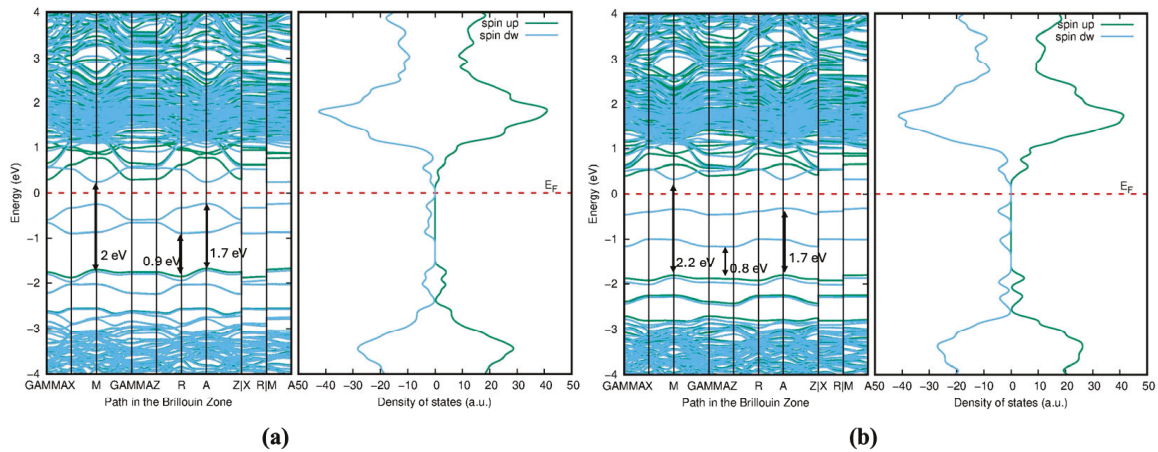 4
3
2
1
0
−1
−2
−3
−4
Energy (eV)
2 eV
0.9 eV
1.7 eV
GAMMAX M GAMMAZ R A Z|X R|M A
Path in the Brillouin Zone
spin up
spin dw
E_F
−50 −40 −30 −20 −10 0 10 20 30 40 50
Density of states (a.u.)
(a)
4
3
2
1
0
−1
−2
−3
−4
Energy (eV)
2.2 eV
0.8 eV
1.7 eV
GAMMAX M GAMMAZ R A Z|X R|M A
Path in the Brillouin Zone
spin up
spin dw
E_F
50 −40 −30 −20 −10 0 10 20 30 40 50
Density of states (a.u.)
(b)